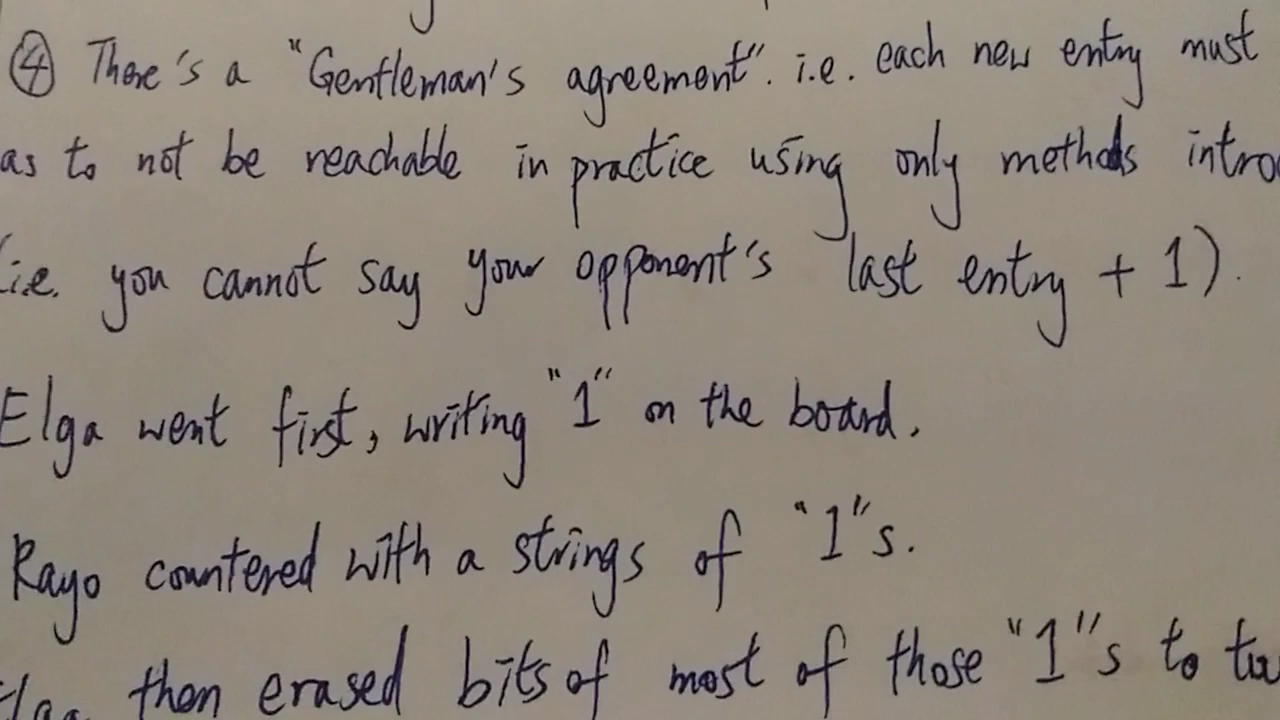 ④ There's a "Gentleman's agreement". i.e. each new entry must
as to not be reachable in practice using only methods
i.e. you cannot say your opponent's last entry + 1).
Elga went first, writing "1" on the board.
Rayo countered with a strings of "1"s.
then erased bits of most of those "1"s to